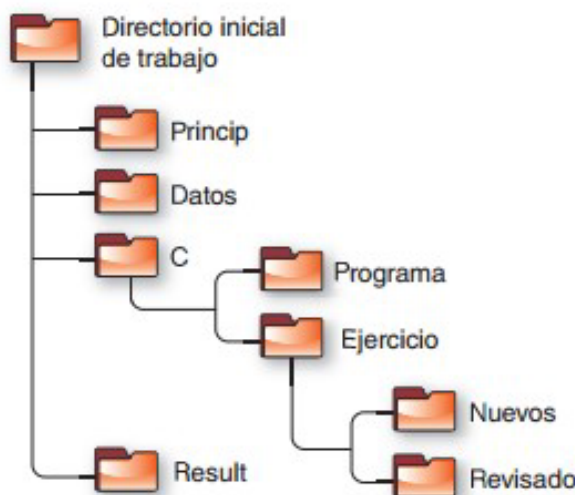 Directorio inicial
de trabajo
Princip
Datos
C
Programa
Ejercicio
Nuevos
Result
Revisado